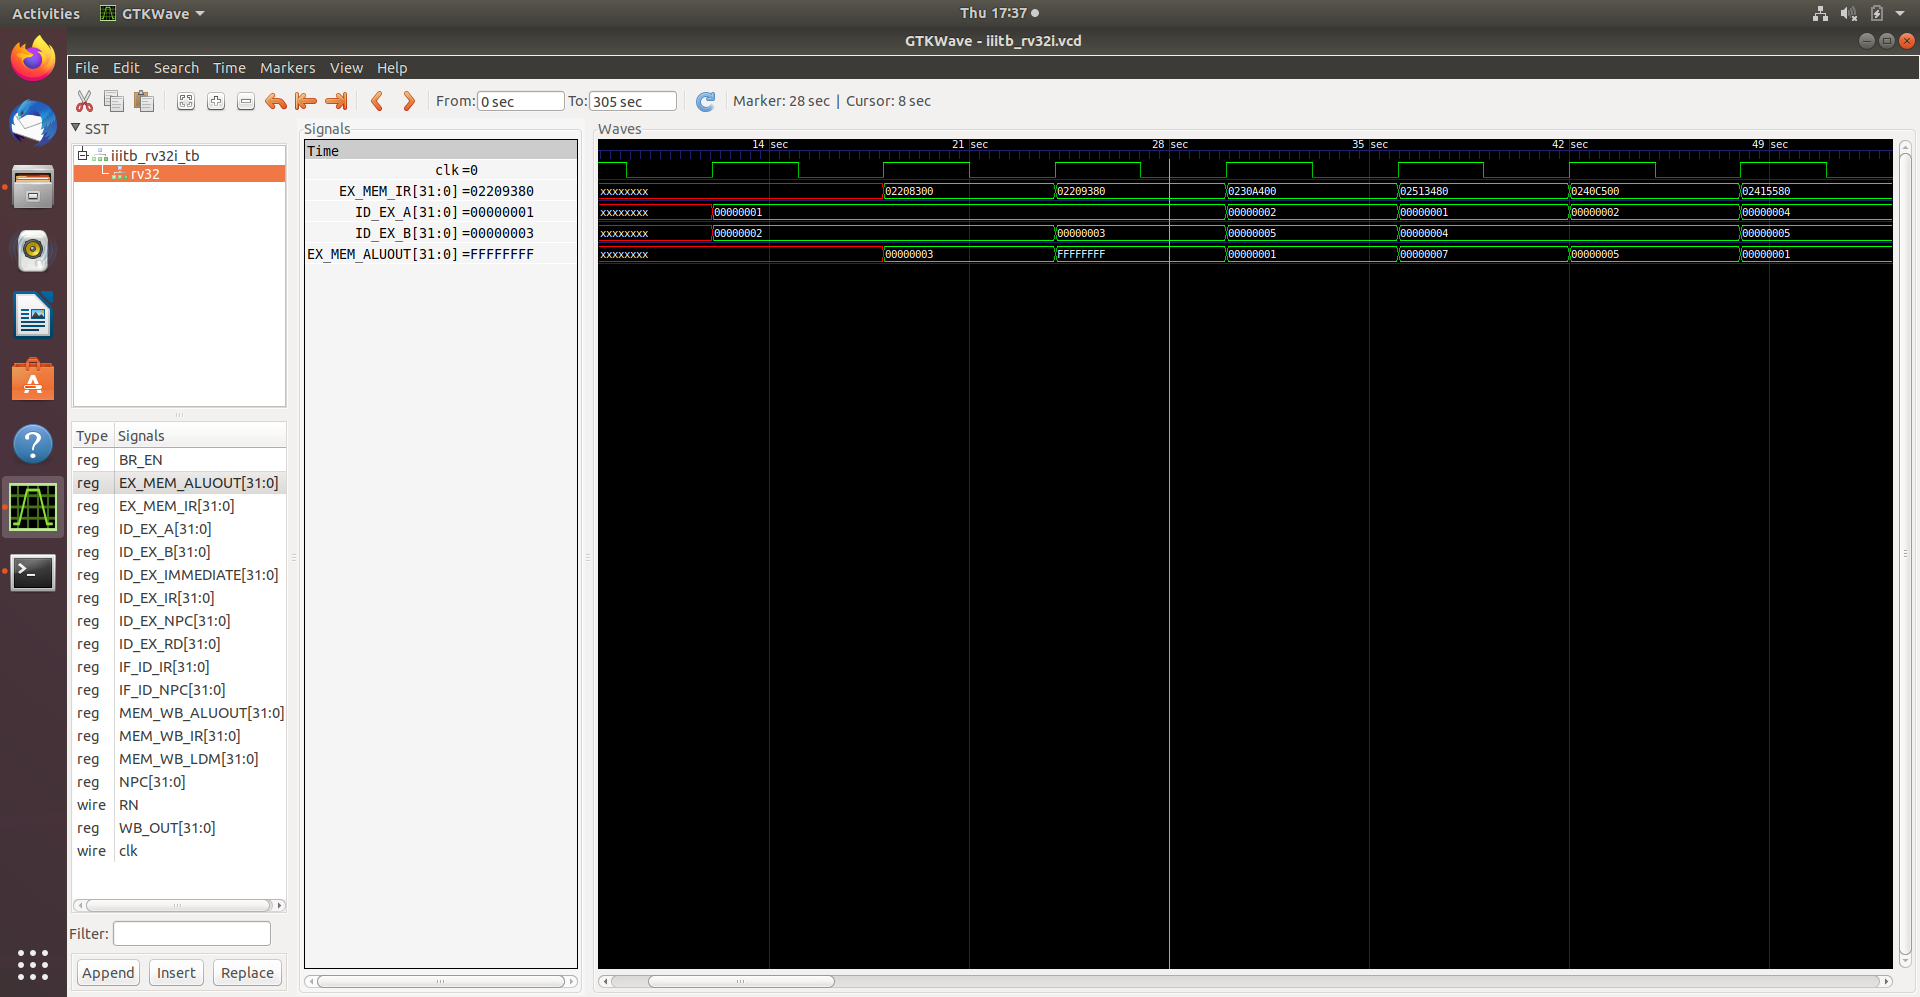 Activities GTKWave Thu 17:37
GTKWave - iiitb_rv32i.vcd
File Edit Search Time Markers View Help
From: 0 sec To: 305 sec Marker: 28 sec | Cursor: 8 sec
SST
iiitb_rv32i_tb
rv32
Type Signals
reg BR_EN
reg EX_MEM_ALUOUT[31:0]
reg EX_MEM_IR[31:0]
reg ID_EX_A[31:0]
reg ID_EX_B[31:0]
reg ID_EX_IMMEDIATE[31:0]
reg ID_EX_IR[31:0]
reg ID_EX_NPC[31:0]
reg ID_EX_RD[31:0]
reg IF_ID_IR[31:0]
reg IF_ID_NPC[31:0]
reg MEM_WB_ALUOUT[31:0]
reg MEM_WB_IR[31:0]
reg MEM_WB_LDM[31:0]
reg NPC[31:0]
wire RN
reg WB_OUT[31:0]
wire clk
Filter:
Append Insert Replace
Signals
Time
clk =0
EX_MEM_IR[31:0] =02209380
ID_EX_A[31:0] =00000001
ID_EX_B[31:0] =00000003
EX_MEM_ALUOUT[31:0] =FFFFFFFF
Waves
14 sec 21 sec 28 sec 35 sec 42 sec 49 sec
xxxxxxxx 02208300 02209380 0230A400 02513480 0240C500 02415580
xxxxxxxx 00000001 00000002 00000001 00000002 00000004
xxxxxxxx 00000002 00000003 00000005 00000004 00000005
xxxxxxxx 00000003 FFFFFFFF 00000001 00000007 00000005 00000001